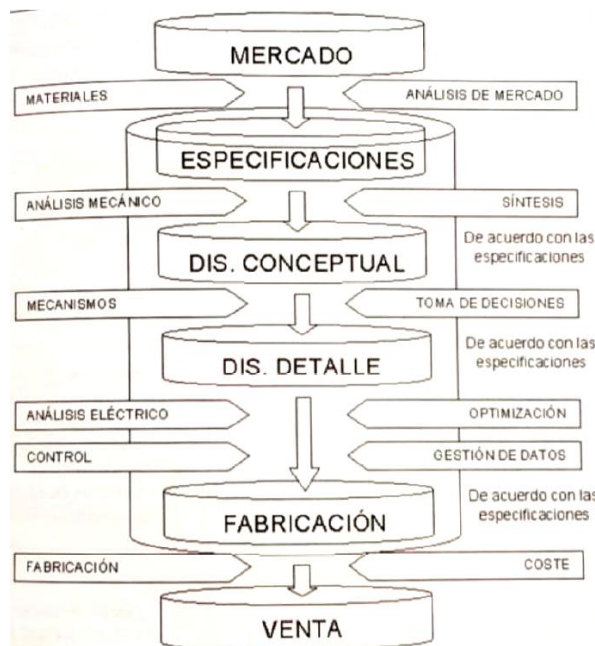 MERCADO
MATERIALES
ANÁLISIS DE MERCADO
ESPECIFICACIONES
ANÁLISIS MECÁNICO
SÍNTESIS
De acuerdo con las
especificaciones
DIS. CONCEPTUAL
MECANISMOS
TOMA DE DECISIONES
De acuerdo con las
especificaciones
DIS. DETALLE
ANÁLISIS ELÉCTRICO
OPTIMIZACIÓN
CONTROL
GESTIÓN DE DATOS
De acuerdo con las
especificaciones
FABRICACIÓN
FABRICACIÓN
COSTE
VENTA